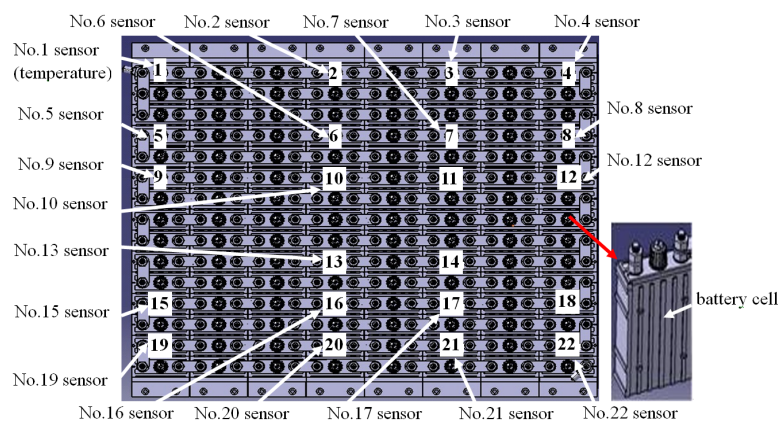 No.6 sensor
No.2 sensor
No.7 sensor
No.3 sensor
No.4 sensor
No.1 sensor
(temperature)
1
2
3
4
No.5 sensor
5
6
7
8
No.8 sensor
No.9 sensor
9
10
11
12
No.12 sensor
No.10 sensor
No.13 sensor
13
14
No.15 sensor
15
16
17
18
battery cell
19
20
21
22
No.19 sensor
No.16 sensor
No.20 sensor
No.17 sensor
No.21 sensor
No.22 sensor